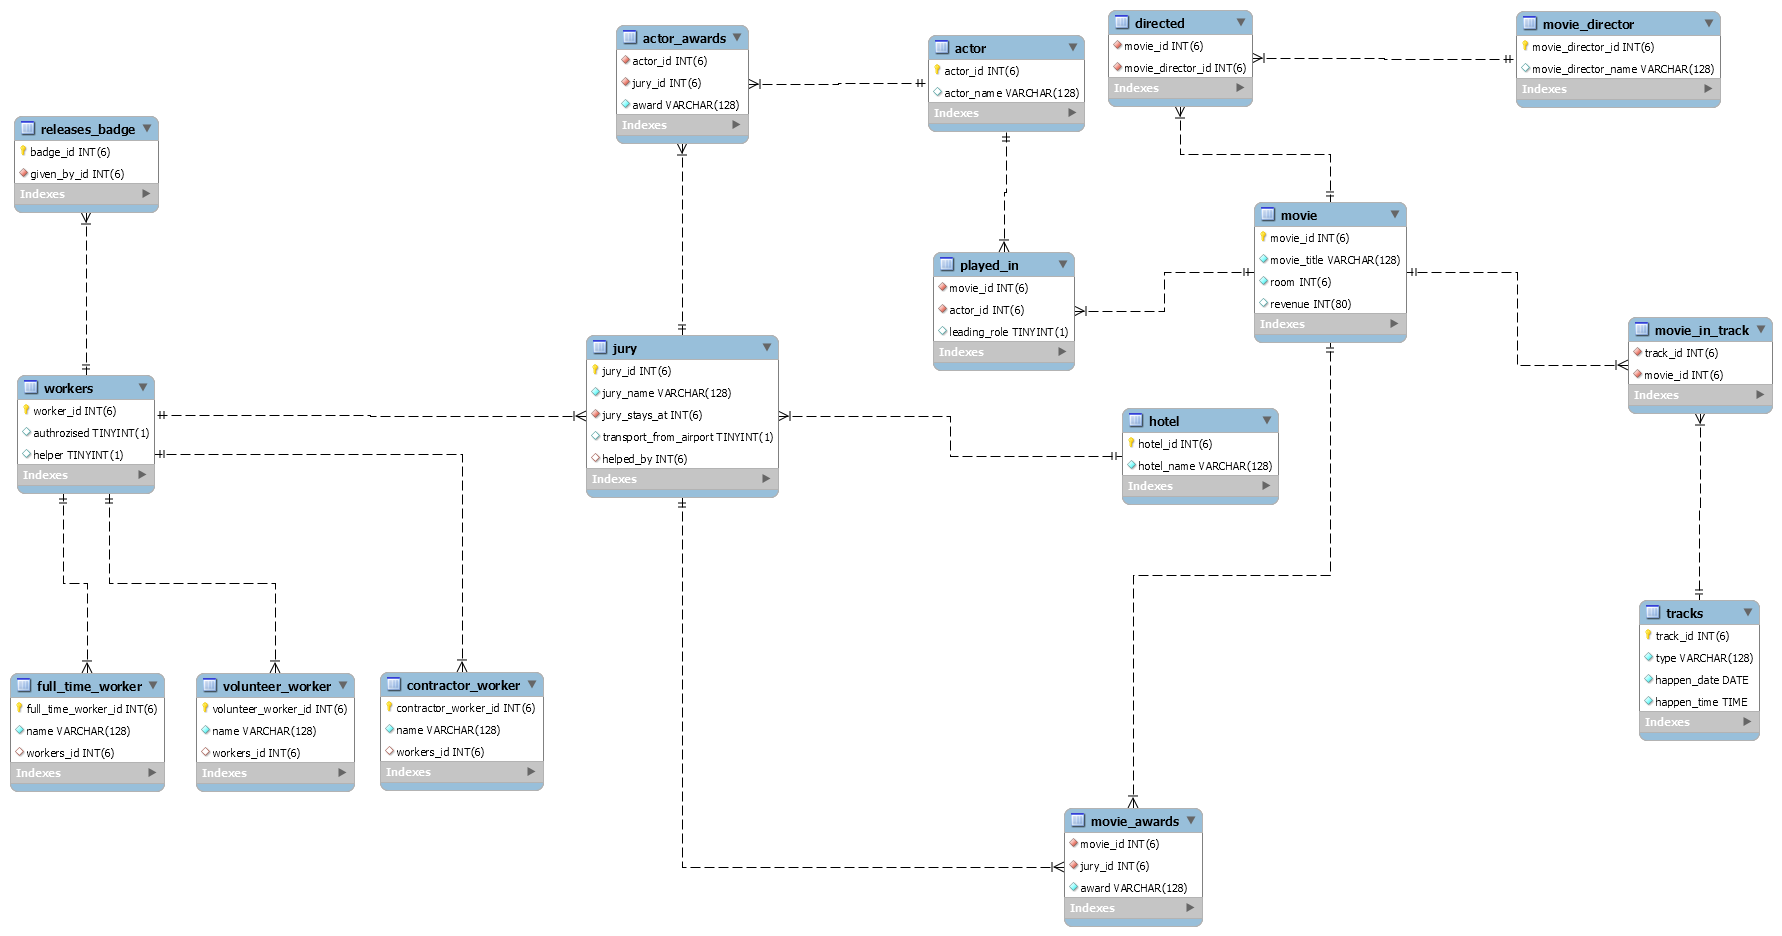 actor_awards
actor_id INT(6)
jury_id INT(6)
award VARCHAR(128)
Indexes
actor
actor_id INT(6)
actor_name VARCHAR(128)
Indexes
directed
movie_id INT(6)
movie_director_id INT(6)
Indexes
movie_director
movie_director_id INT(6)
movie_director_name VARCHAR(128)
Indexes
releases_badge
badge_id INT(6)
given_by_id INT(6)
Indexes
played_in
movie_id INT(6)
actor_id INT(6)
leading_role TINYINT(1)
Indexes
movie
movie_id INT(6)
movie_title VARCHAR(128)
room INT(6)
revenue INT(80)
Indexes
movie_in_track
track_id INT(6)
movie_id INT(6)
Indexes
workers
worker_id INT(6)
authrozised TINYINT(1)
helper TINYINT(1)
Indexes
jury
jury_id INT(6)
jury_name VARCHAR(128)
jury_stays_at INT(6)
transport_from_airport TINYINT(1)
helped_by INT(6)
Indexes
hotel
hotel_id INT(6)
hotel_name VARCHAR(128)
Indexes
full_time_worker
full_time_worker_id INT(6)
name VARCHAR(128)
workers_id INT(6)
Indexes
volunteer_worker
volunteer_worker_id INT(6)
name VARCHAR(128)
workers_id INT(6)
Indexes
contractor_worker
contractor_worker_id INT(6)
name VARCHAR(128)
workers_id INT(6)
Indexes
tracks
track_id INT(6)
type VARCHAR(128)
happen_date DATE
happen_time TIME
Indexes
movie_awards
movie_id INT(6)
jury_id INT(6)
award VARCHAR(128)
Indexes